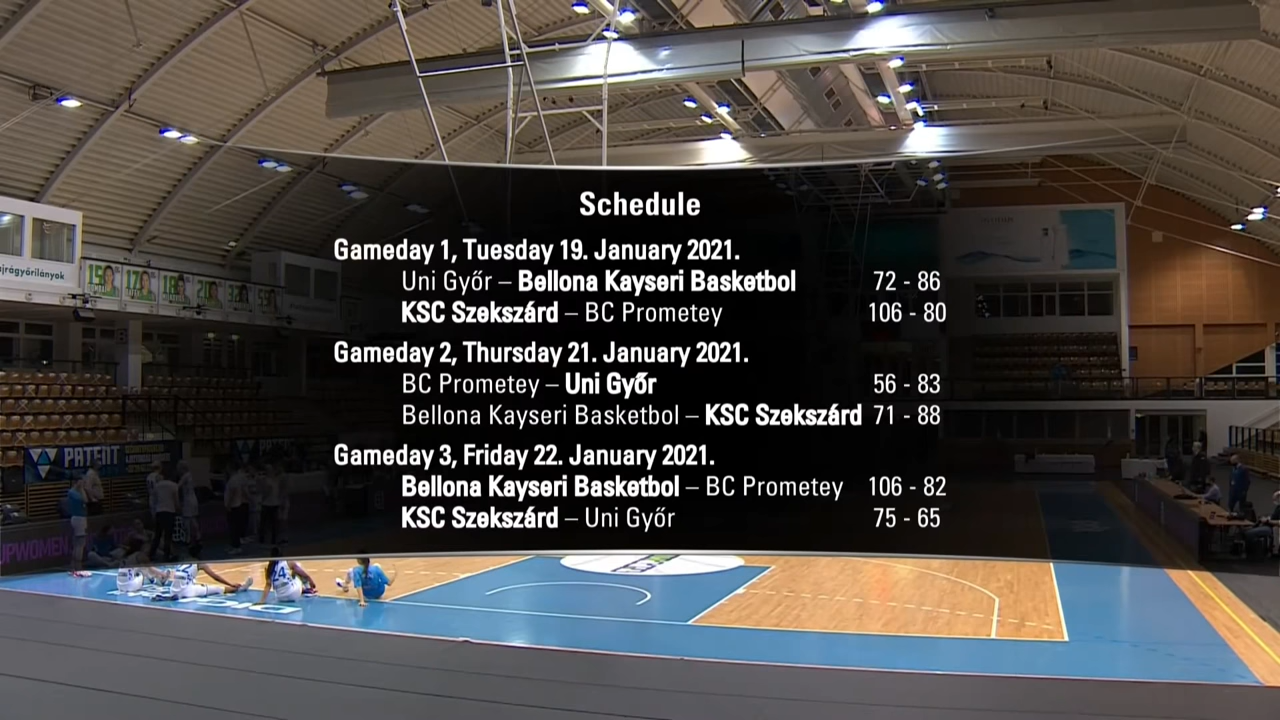 Schedule
Gameday 1, Tuesday 19. January 2021.
Uni Győr – Bellona Kayseri Basketbol 72 - 86
KSC Szekszárd – BC Prometey 106 - 80
Gameday 2, Thursday 21. January 2021.
BC Prometey – Uni Győr 56 - 83
Bellona Kayseri Basketbol – KSC Szekszárd 71 - 88
Gameday 3, Friday 22. January 2021.
Bellona Kayseri Basketbol – BC Prometey 106 - 82
KSC Szekszárd – Uni Győr 75 - 65
PATENT